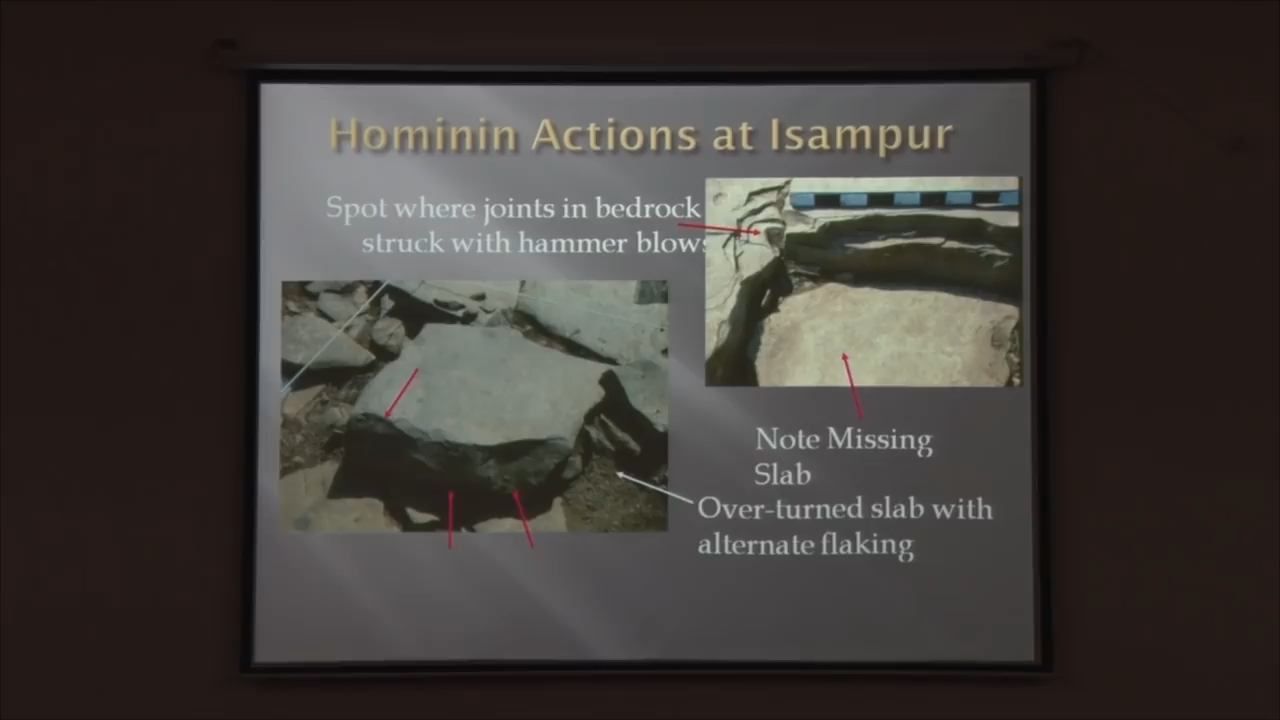 Hominin Actions at Isampur
Spot where joints in bedrock
struck with hammer blows
Note Missing
Slab
Over-turned slab with
alternate flaking